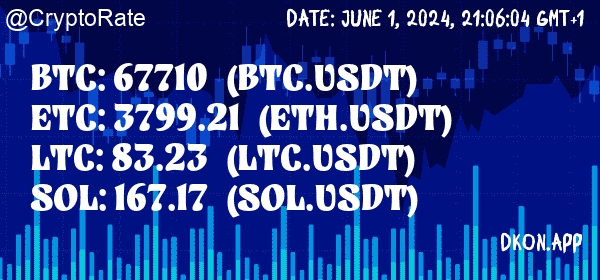 @CryptoRate
DATE: JUNE 1, 2024, 21:06:04 GMT+1
BTC: 67710 (BTC.USDT)
ETC: 3799.21 (ETH.USDT)
LTC: 83.23 (LTC.USDT)
SOL: 167.17 (SOL.USDT)
DKON.APP